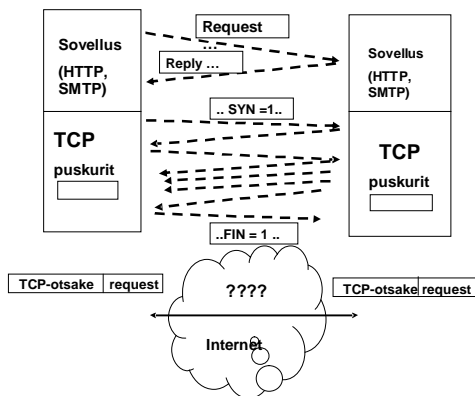 Request
...
Reply ...
Sovellus
(HTTP,
SMTP)
Sovellus
(HTTP,
SMTP)
.. SYN =1..
TCP
puskurit
TCP
puskurit
..FIN = 1 ..
TCP-otsake request
????
TCP-otsake request
Internet